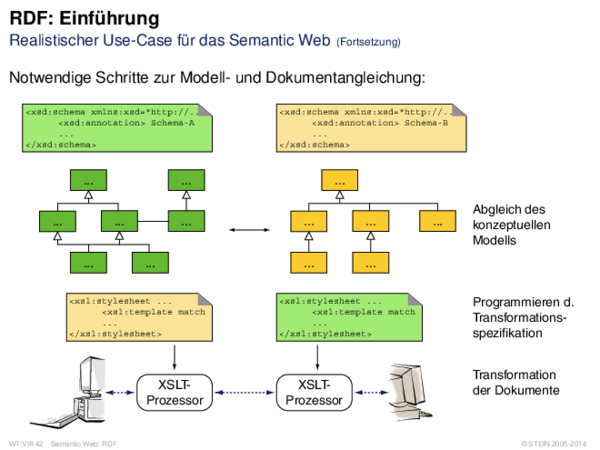 RDF: Einführung
Realistischer Use-Case für das Semantic Web (Fortsetzung)
Notwendige Schritte zur Modell- und Dokumentangleichung:
<xsd:schema xmlns:xsd="http://..
<xsd:annotation> Schema-A
...
</xsd:schema>
<xsd:schema xmlns:xsd="http://..
<xsd:annotation> Schema-B
...
</xsd:schema>
... ...
... ... ...
... ...
...
... ... ...
... ...
Abgleich des
konzeptuellen
Modells
<xsl:stylesheet ...
<xsl:template match
...
</xsl:stylesheet>
<xsl:stylesheet ...
<xsl:template match
...
</xsl:stylesheet>
Programmieren d.
Transformations-
spezifikation
XSLT-
Prozessor
XSLT-
Prozessor
Transformation
der Dokumente
WT:VIII-42 Semantic Web: RDF
© STEIN 2005-2014